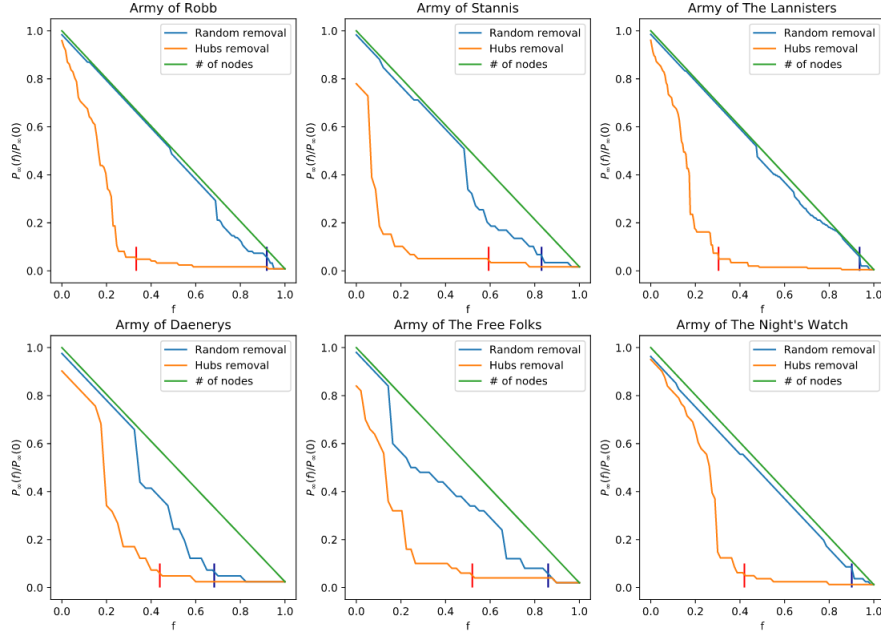 Army of Robb
Random removal
Hubs removal
# of nodes
1.0
0.8
0.6
0.4
0.2
0.0
P∞(f)/P∞(0)
0.0 0.2 0.4 0.6 0.8 1.0
f
Army of Stannis
Random removal
Hubs removal
# of nodes
1.0
0.8
0.6
0.4
0.2
0.0
P∞(f)/P∞(0)
0.0 0.2 0.4 0.6 0.8 1.0
f
Army of The Lannisters
Random removal
Hubs removal
# of nodes
1.0
0.8
0.6
0.4
0.2
0.0
P∞(f)/P∞(0)
0.0 0.2 0.4 0.6 0.8 1.0
f
Army of Daenerys
Random removal
Hubs removal
# of nodes
1.0
0.8
0.6
0.4
0.2
0.0
P∞(f)/P∞(0)
0.0 0.2 0.4 0.6 0.8 1.0
f
Army of The Free Folks
Random removal
Hubs removal
# of nodes
1.0
0.8
0.6
0.4
0.2
0.0
P∞(f)/P∞(0)
0.0 0.2 0.4 0.6 0.8 1.0
f
Army of The Night's Watch
Random removal
Hubs removal
# of nodes
1.0
0.8
0.6
0.4
0.2
0.0
P∞(f)/P∞(0)
0.0 0.2 0.4 0.6 0.8 1.0
f